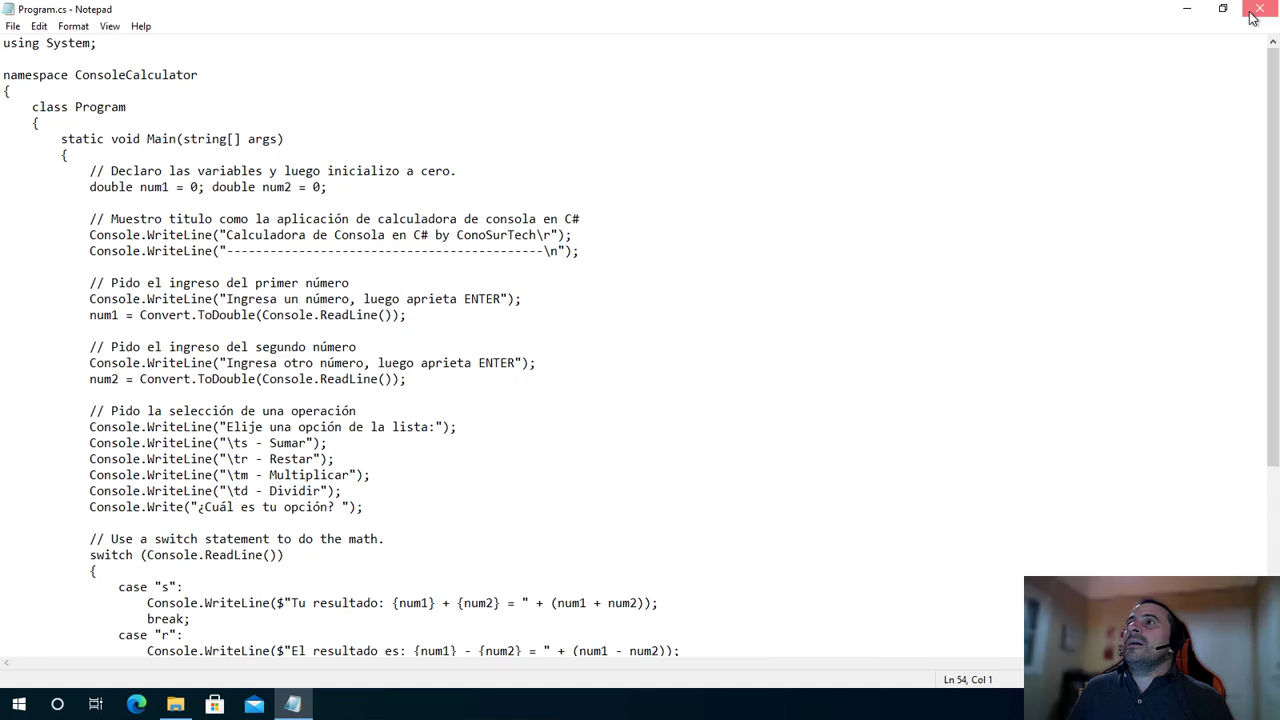 Program.cs - Notepad
File Edit Format View Help
using System;
namespace ConsoleCalculator
{
class Program
{
static void Main(string[] args)
{
// Declaro las variables y luego inicializo a cero.
double num1 = 0; double num2 = 0;
// Muestro titulo como la aplicación de calculadora de consola en C#
Console.WriteLine("Calculadora de Consola en C# by ConoSurTech\r");
Console.WriteLine("--------------------------------------------\n");
// Pido el ingreso del primer número
Console.WriteLine("Ingresa un número, luego aprieta ENTER");
num1 = Convert.ToDouble(Console.ReadLine());
// Pido el ingreso del segundo número
Console.WriteLine("Ingresa otro número, luego aprieta ENTER");
num2 = Convert.ToDouble(Console.ReadLine());
// Pido la selección de una operación
Console.WriteLine("Elije una opción de la lista:");
Console.WriteLine("\ts - Sumar");
Console.WriteLine("\tr - Restar");
Console.WriteLine("\tm - Multiplicar");
Console.WriteLine("\td - Dividir");
Console.Write("¿Cuál es tu opción? ");
// Use a switch statement to do the math.
switch (Console.ReadLine())
{
case "s":
Console.WriteLine($"Tu resultado: {num1} + {num2} = " + (num1 + num2));
break;
case "r":
Console.WriteLine($"El resultado es: {num1} - {num2} = " + (num1 - num2));
Ln 54, Col 1